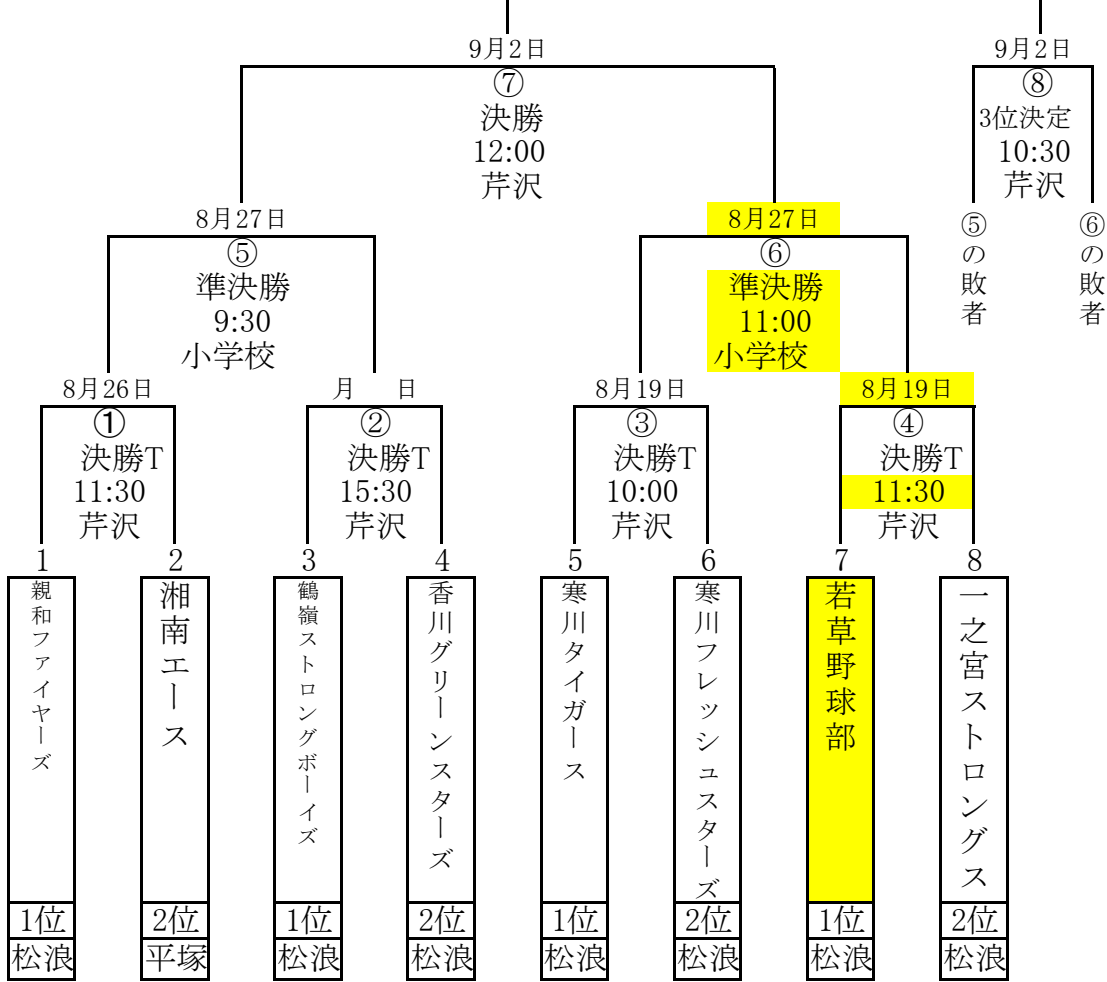 9月2日
⑦
決勝
12:00
芹沢
9月2日
⑧
3位決定
10:30
芹沢
⑤の敗者
⑥の敗者
8月27日
⑤
準決勝
9:30
小学校
8月27日
⑥
準決勝
11:00
小学校
8月26日
①
決勝T
11:30
芹沢
月 日
②
決勝T
15:30
芹沢
8月19日
③
決勝T
10:00
芹沢
8月19日
④
決勝T
11:30
芹沢
1
2
3
4
5
6
7
8
親和ファイヤーズ
湘南エース
鶴嶺ストロングボーイズ
香川グリーンスターズ
寒川タイガース
寒川フレッシュスターズ
若草野球部
一之宮ストロングス
1位
2位
1位
2位
1位
2位
1位
2位
松浪
平塚
松浪
松浪
松浪
松浪
松浪
松浪